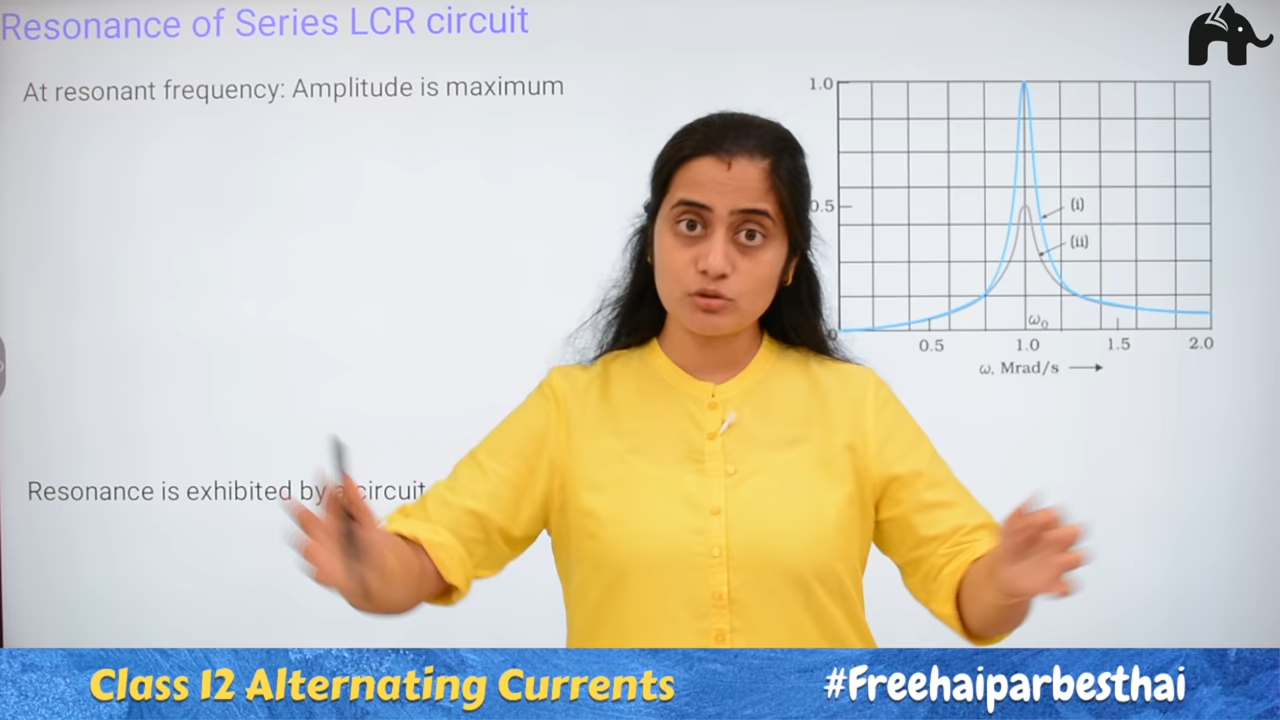 Resonance of Series LCR circuit
At resonant frequency: Amplitude is maximum
1.0
0.5
0
(i)
(ii)
ω₀
0.5 1.0 1.5 2.0
ω, Mrad/s
Resonance is exhibited by a circuit
Class 12 Alternating Currents
#Freehaiparbesthai